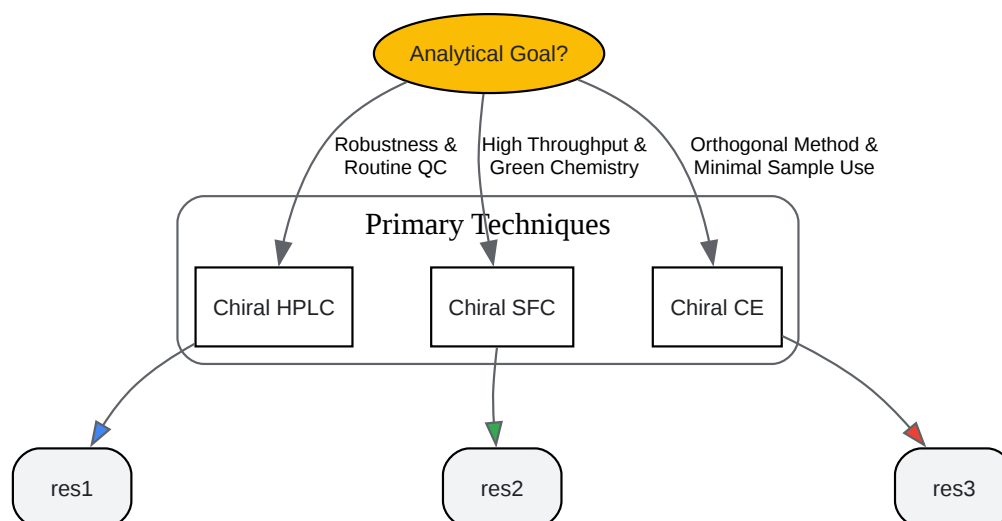 Analytical Goal?
Robustness &
Routine QC
High Throughput &
Green Chemistry
Orthogonal Method &
Minimal Sample Use
Primary Techniques
Chiral HPLC
Chiral SFC
Chiral CE
res1
res2
res3